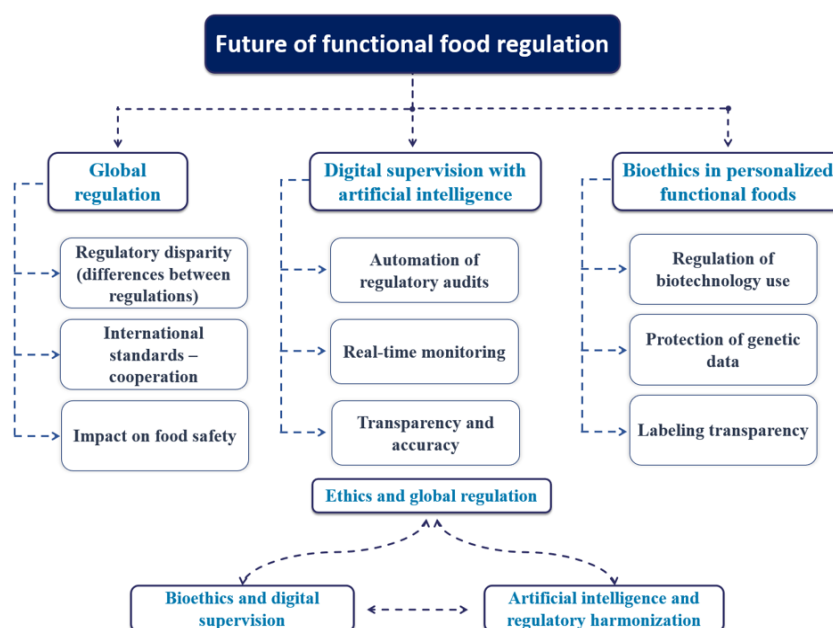 Future of functional food regulation
Global
regulation
Digital supervision with
artificial intelligence
Bioethics in personalized
functional foods
Regulatory disparity
(differences between
regulations)
International
standards –
cooperation
Impact on food safety
Automation of
regulatory audits
Real-time monitoring
Transparency and
accuracy
Regulation of
biotechnology use
Protection of genetic
data
Labeling transparency
Ethics and global regulation
Bioethics and digital
supervision
Artificial intelligence and
regulatory harmonization